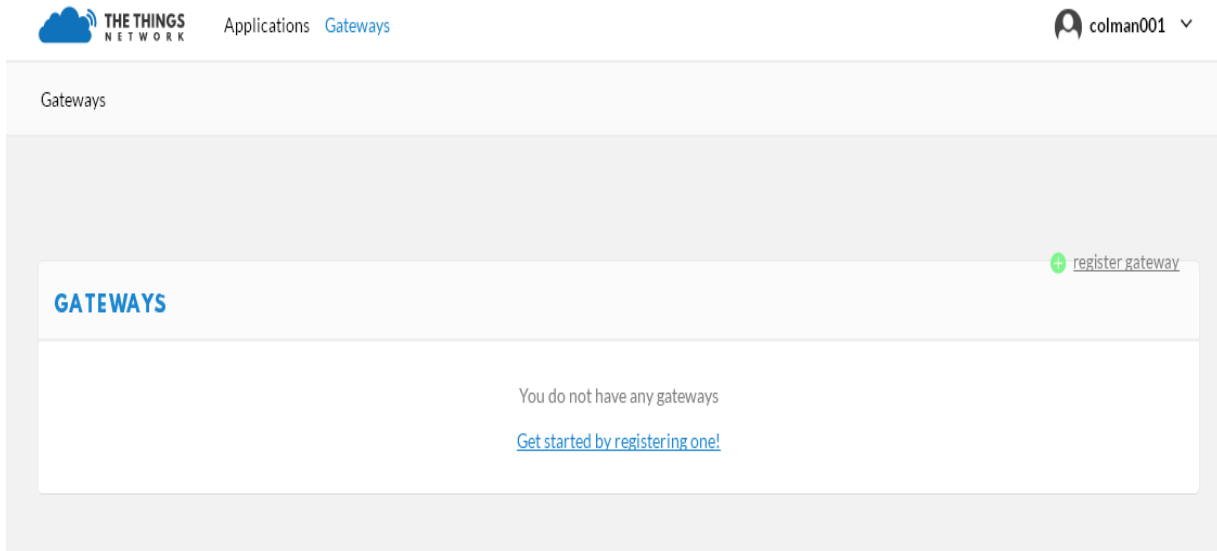 THE THINGS
NETWORK
Applications Gateways
colman001
Gateways
register gateway
GATEWAYS
You do not have any gateways
Get started by registering one!